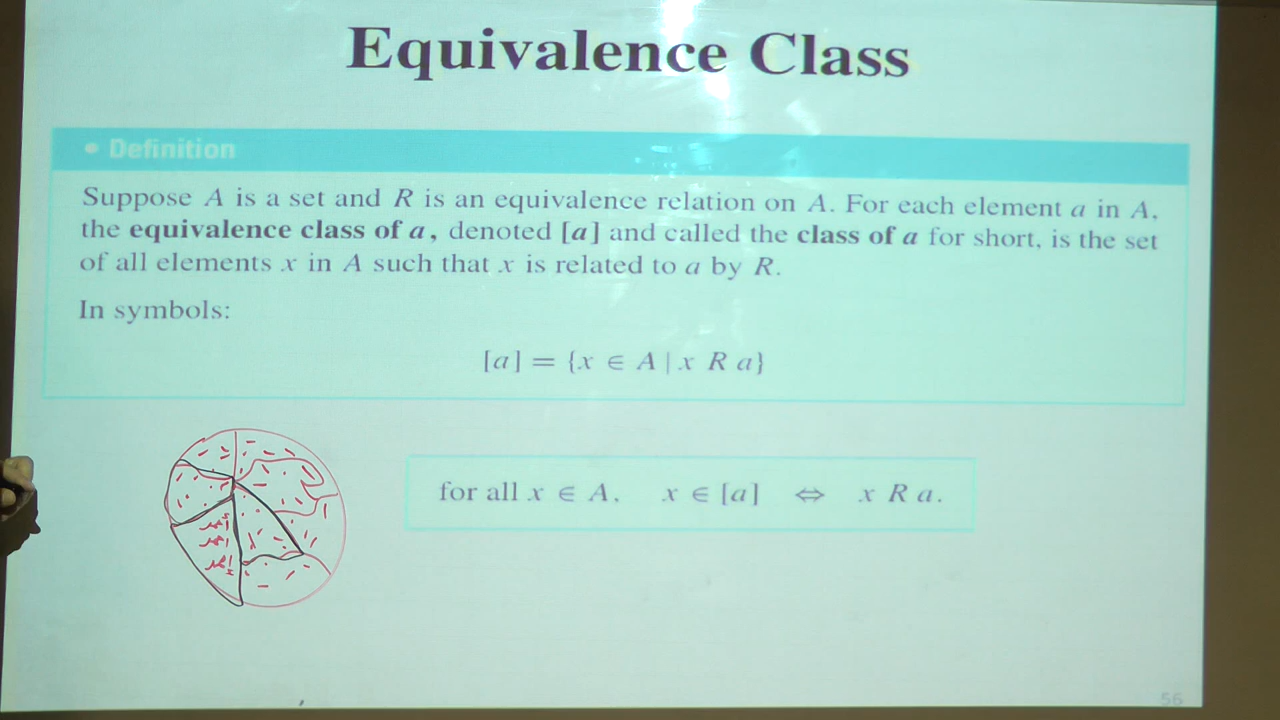 Equivalence Class
• Definition
Suppose A is a set and R is an equivalence relation on A. For each element a in A,
the equivalence class of a, denoted [a] and called the class of a for short, is the set
of all elements x in A such that x is related to a by R.
In symbols:
[a] = {x ∈ A | x R a}
for all x ∈ A, x ∈ [a] ⇔ x R a.
أحمد
56